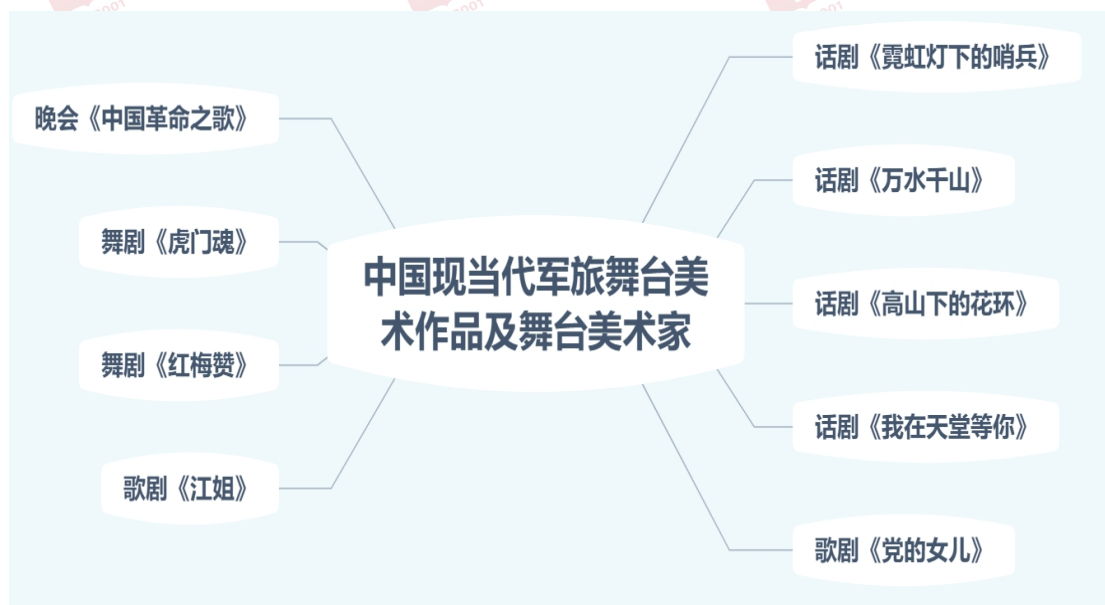 中国现当代军旅舞台美
术作品及舞台美术家
话剧《霓虹灯下的哨兵》
话剧《万水千山》
话剧《高山下的花环》
话剧《我在天堂等你》
歌剧《党的女儿》
晚会《中国革命之歌》
舞剧《虎门魂》
舞剧《红梅赞》
歌剧《江姐》